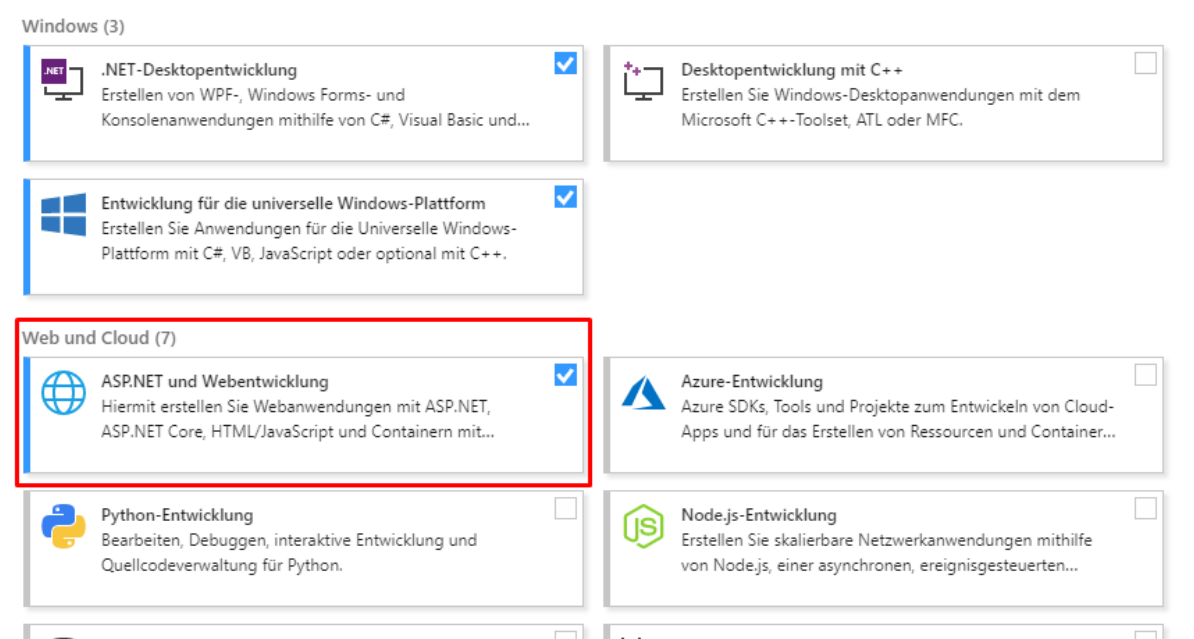 Windows (3)
.NET
.NET-Desktopentwicklung
Erstellen von WPF-, Windows Forms- und
Konsolenanwendungen mithilfe von C#, Visual Basic und...
Desktopentwicklung mit C++
Erstellen Sie Windows-Desktopanwendungen mit dem
Microsoft C++-Toolset, ATL oder MFC.
Entwicklung für die universelle Windows-Plattform
Erstellen Sie Anwendungen für die Universelle Windows-
Plattform mit C#, VB, JavaScript oder optional mit C++.
Web und Cloud (7)
ASP.NET und Webentwicklung
Hiermit erstellen Sie Webanwendungen mit ASP.NET,
ASP.NET Core, HTML/JavaScript und Containern mit...
Azure-Entwicklung
Azure SDKs, Tools und Projekte zum Entwickeln von Cloud-
Apps und für das Erstellen von Ressourcen und Container...
Python-Entwicklung
Bearbeiten, Debuggen, interaktive Entwicklung und
Quellcodeverwaltung für Python.
JS
Node.js-Entwicklung
Erstellen Sie skalierbare Netzwerkanwendungen mithilfe
von Node.js, einer asynchronen, ereignisgesteuerten...